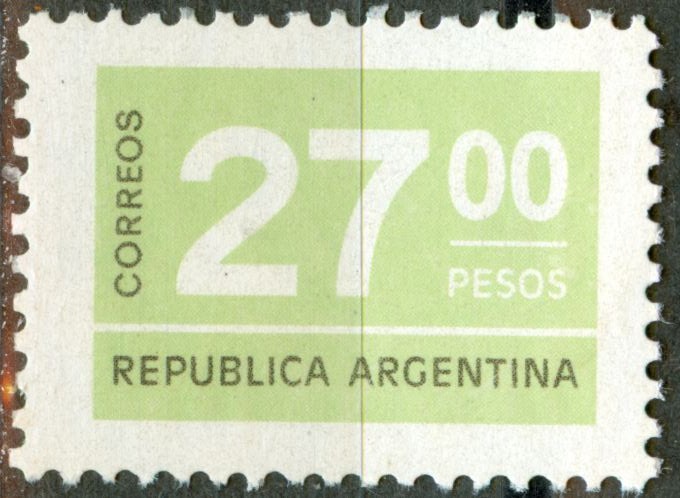 CORREOS
27 00
PESOS
REPUBLICA ARGENTINA